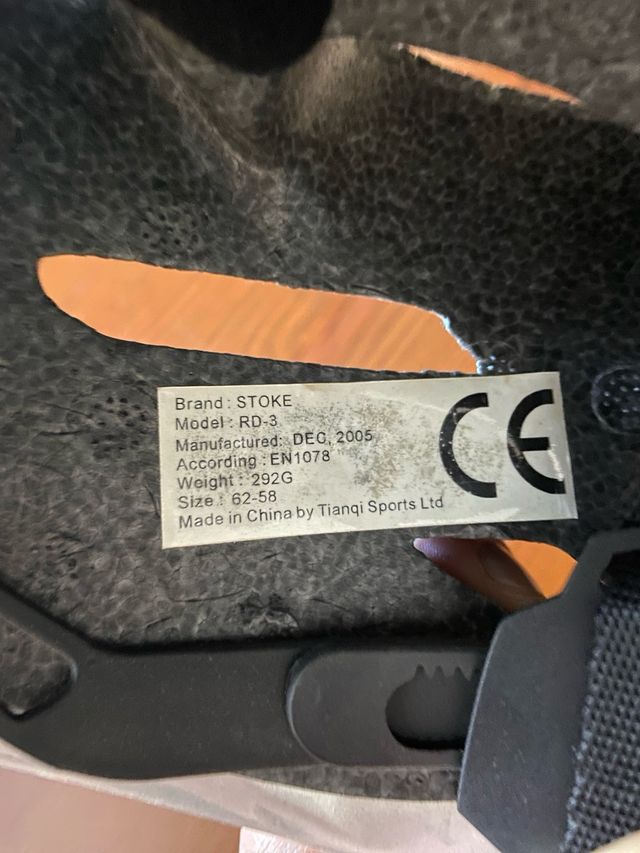 Brand : STOKE
Model : RD-3
Manufactured: DEC, 2005
According : EN1078
Weight : 292G
Size : 62-58
Made in China by Tianqi Sports Ltd
CE